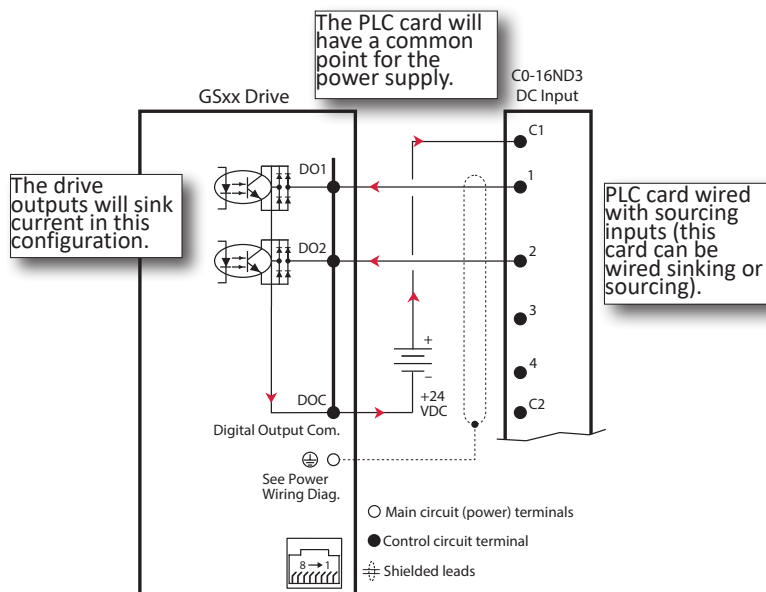 The PLC card will
have a common
point for the
power supply.
C0-16ND3
DC Input
GSxx Drive
C1
DO1
1
The drive
outputs will sink
current in this
configuration.
PLC card wired
with sourcing
inputs (this
card can be
wired sinking or
sourcing).
DO2
2
3
+
4
–
+24
VDC
DOC
C2
Digital Output Com.
See Power
Wiring Diag.
Main circuit (power) terminals
Control circuit terminal
8→1
Shielded leads